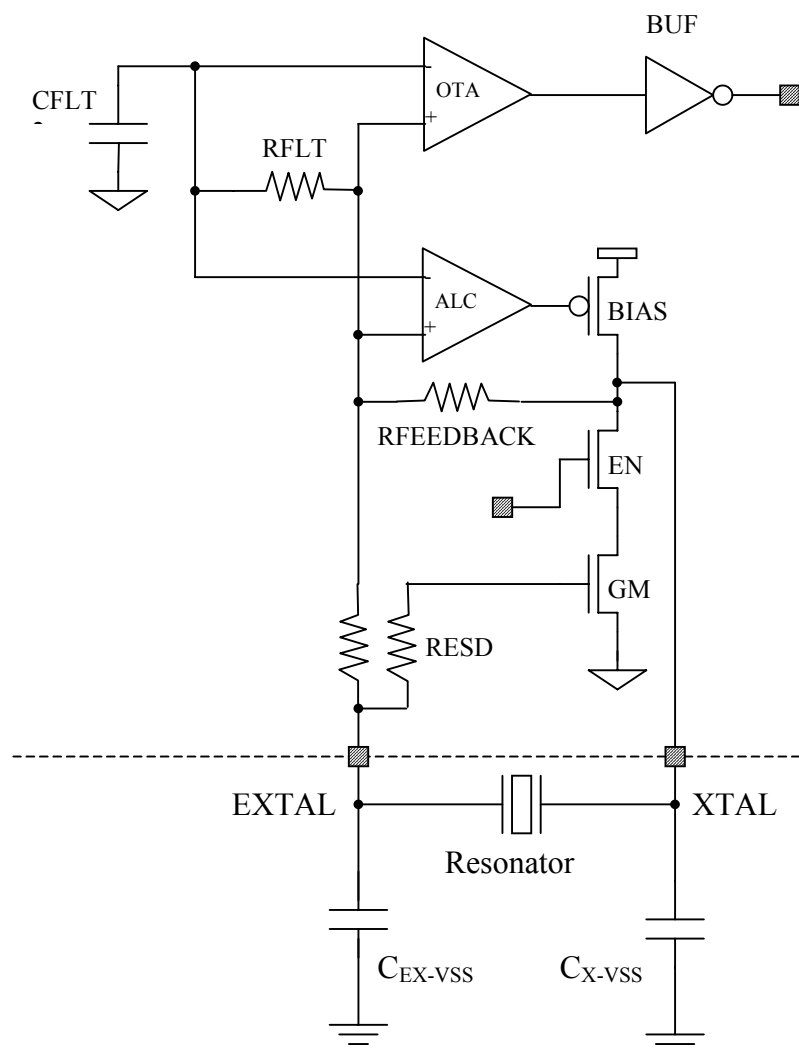 BUF
CFLT
-
OTA
+
RFLT
-
ALC
+
BIAS
RFEEDBACK
EN
GM
RESD
EXTAL
XTAL
Resonator
CEX-VSS
CX-VSS